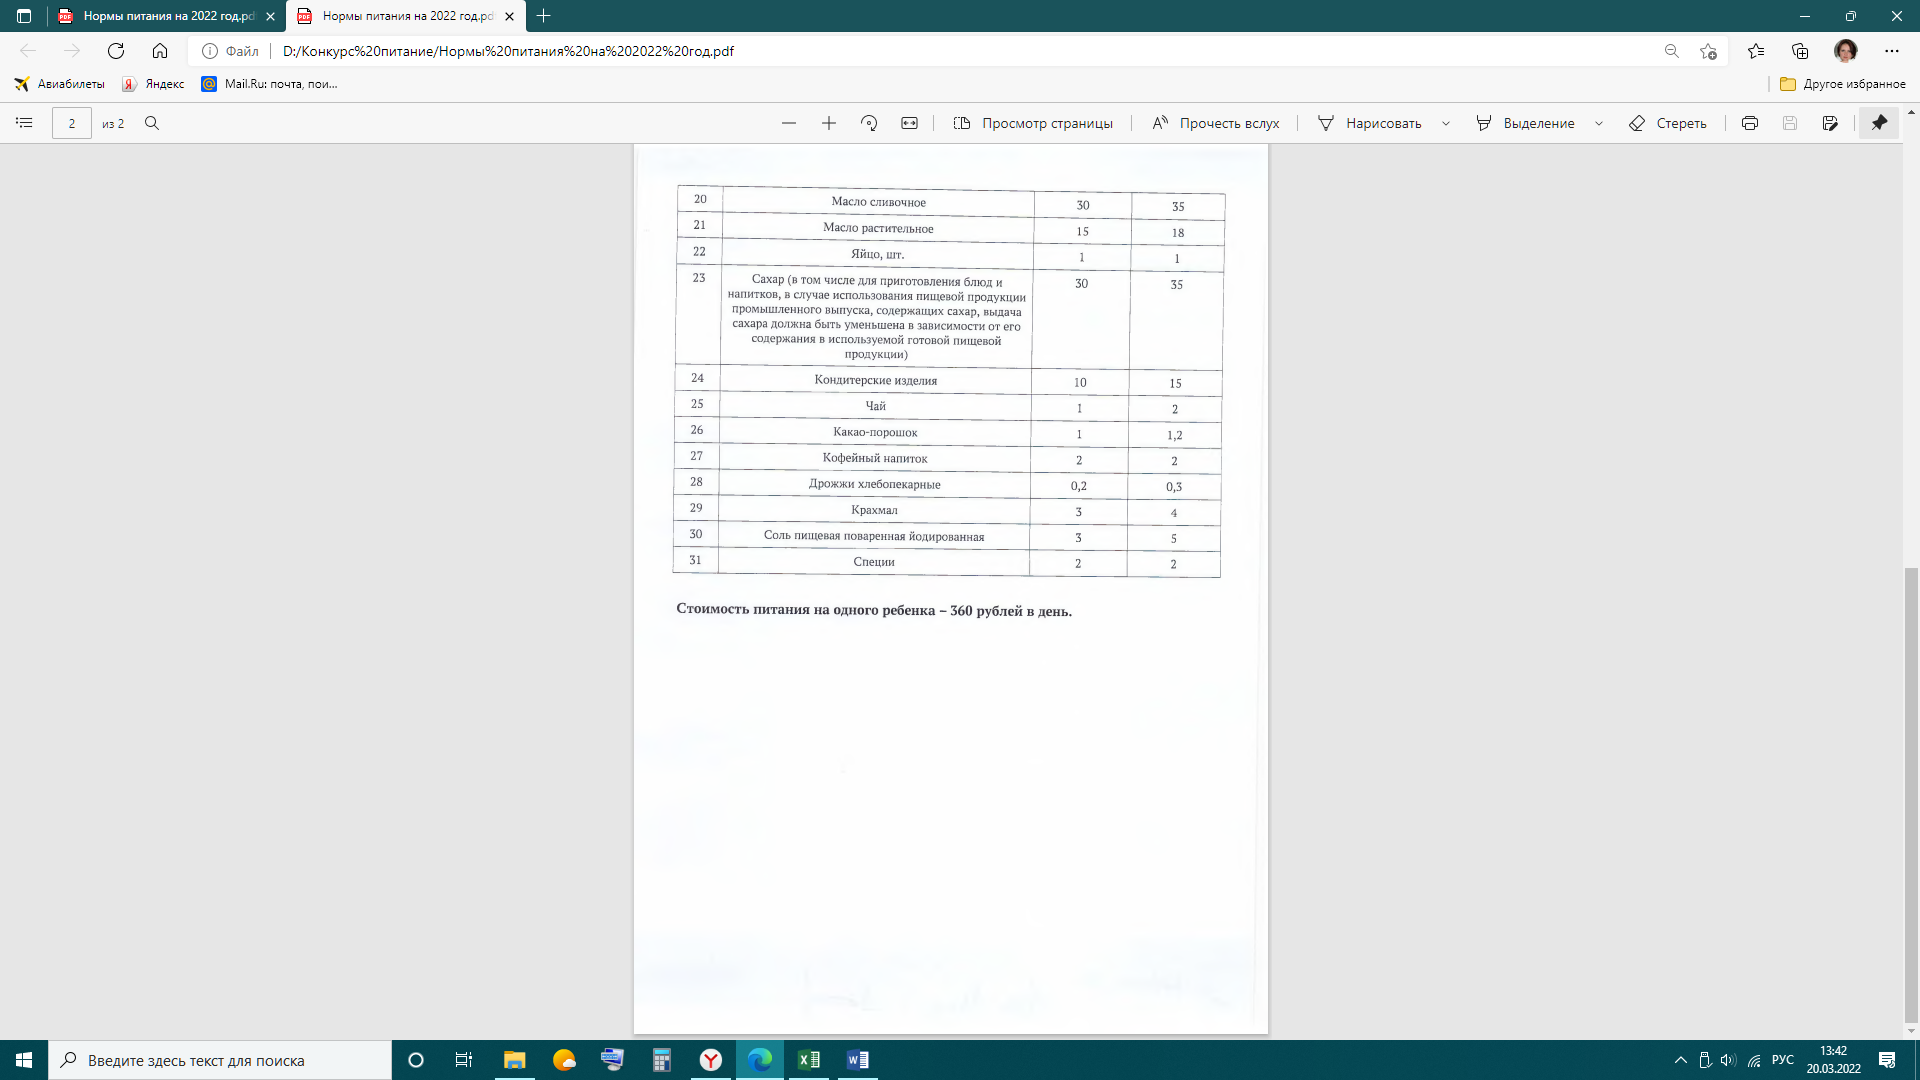 Нормы питания на 2022 год.pd
Нормы питания на 2022 год.pd
Файл
D:/Конкурс%20питание/Нормы%20питания%20на%202022%20год.pdf
Авиабилеты
Яндекс
Mail.Ru: почта, пои...
Другое избранное
2 из 2
Просмотр страницы
Прочесть вслух
Нарисовать
Выделение
Стереть
20 Масло сливочное 30 35
21 Масло растительное 15 18
22 Яйцо, шт. 1 1
23 Сахар (в том числе для приготовления блюд и 30 35
напитков, в случае использования пищевой продукции
промышленного выпуска, содержащих сахар, выдача
сахара должна быть уменьшена в зависимости от его
содержания в используемой готовой пищевой
продукции)
24 Кондитерские изделия 10 15
25 Чай 1 2
26 Какао-порошок 1 1,2
27 Кофейный напиток 2 2
28 Дрожжи хлебопекарные 0,2 0,3
29 Крахмал 3 4
30 Соль пищевая поваренная йодированная 3 5
31 Специи 2 2
Стоимость питания на одного ребенка – 360 рублей в день.
Введите здесь текст для поиска
РУС
13:42
20.03.2022